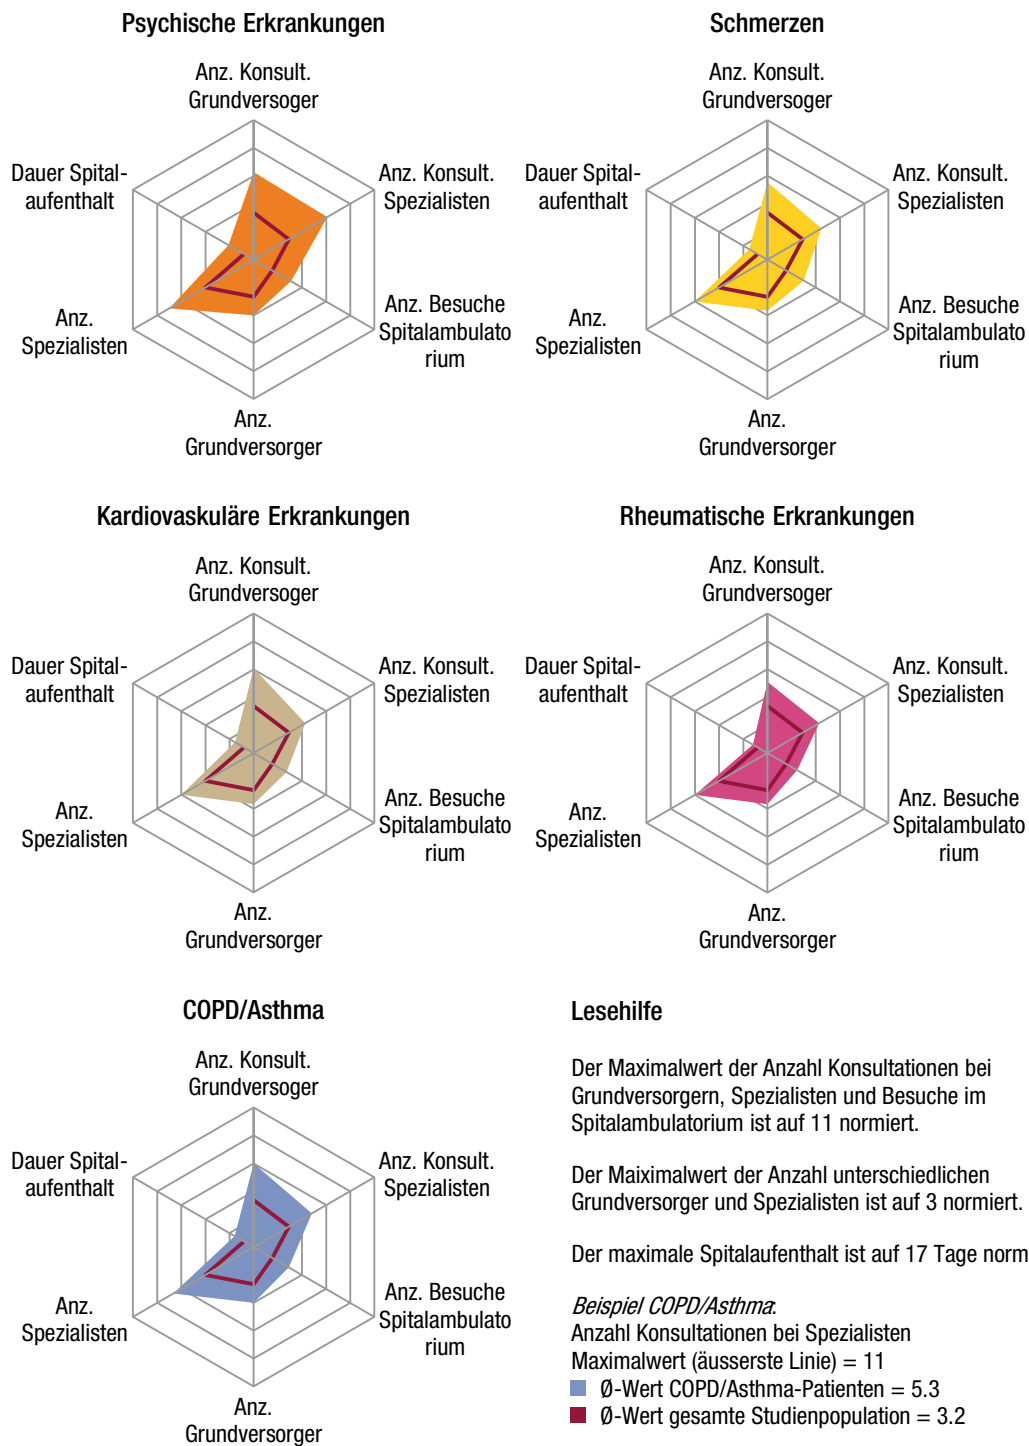 Psychische Erkrankungen
Anz. Konsult.
Grundversoger
Anz. Konsult.
Spezialisten
Anz. Besuche
Spitalambulato
rium
Anz.
Grundversorger
Anz.
Spezialisten
Dauer Spital-
aufenthalt
Schmerzen
Anz. Konsult.
Grundversoger
Anz. Konsult.
Spezialisten
Anz. Besuche
Spitalambulato
rium
Anz.
Grundversorger
Anz.
Spezialisten
Dauer Spital-
aufenthalt
Kardiovaskuläre Erkrankungen
Anz. Konsult.
Grundversoger
Anz. Konsult.
Spezialisten
Anz. Besuche
Spitalambulato
rium
Anz.
Grundversorger
Anz.
Spezialisten
Dauer Spital-
aufenthalt
Rheumatische Erkrankungen
Anz. Konsult.
Grundversoger
Anz. Konsult.
Spezialisten
Anz. Besuche
Spitalambulato
rium
Anz.
Grundversorger
Anz.
Spezialisten
Dauer Spital-
aufenthalt
COPD/Asthma
Anz. Konsult.
Grundversoger
Anz. Konsult.
Spezialisten
Anz. Besuche
Spitalambulato
rium
Anz.
Grundversorger
Anz.
Spezialisten
Dauer Spital-
aufenthalt
Lesehilfe
Der Maximalwert der Anzahl Konsultationen bei
Grundversorgern, Spezialisten und Besuche im
Spitalambulatorium ist auf 11 normiert.
Der Maiximalwert der Anzahl unterschiedlichen
Grundversorger und Spezialisten ist auf 3 normiert.
Der maximale Spitalaufenthalt ist auf 17 Tage norm
Beispiel COPD/Asthma:
Anzahl Konsultationen bei Spezialisten
Maximalwert (äusserste Linie) = 11
Ø-Wert COPD/Asthma-Patienten = 5.3
Ø-Wert gesamte Studienpopulation = 3.2